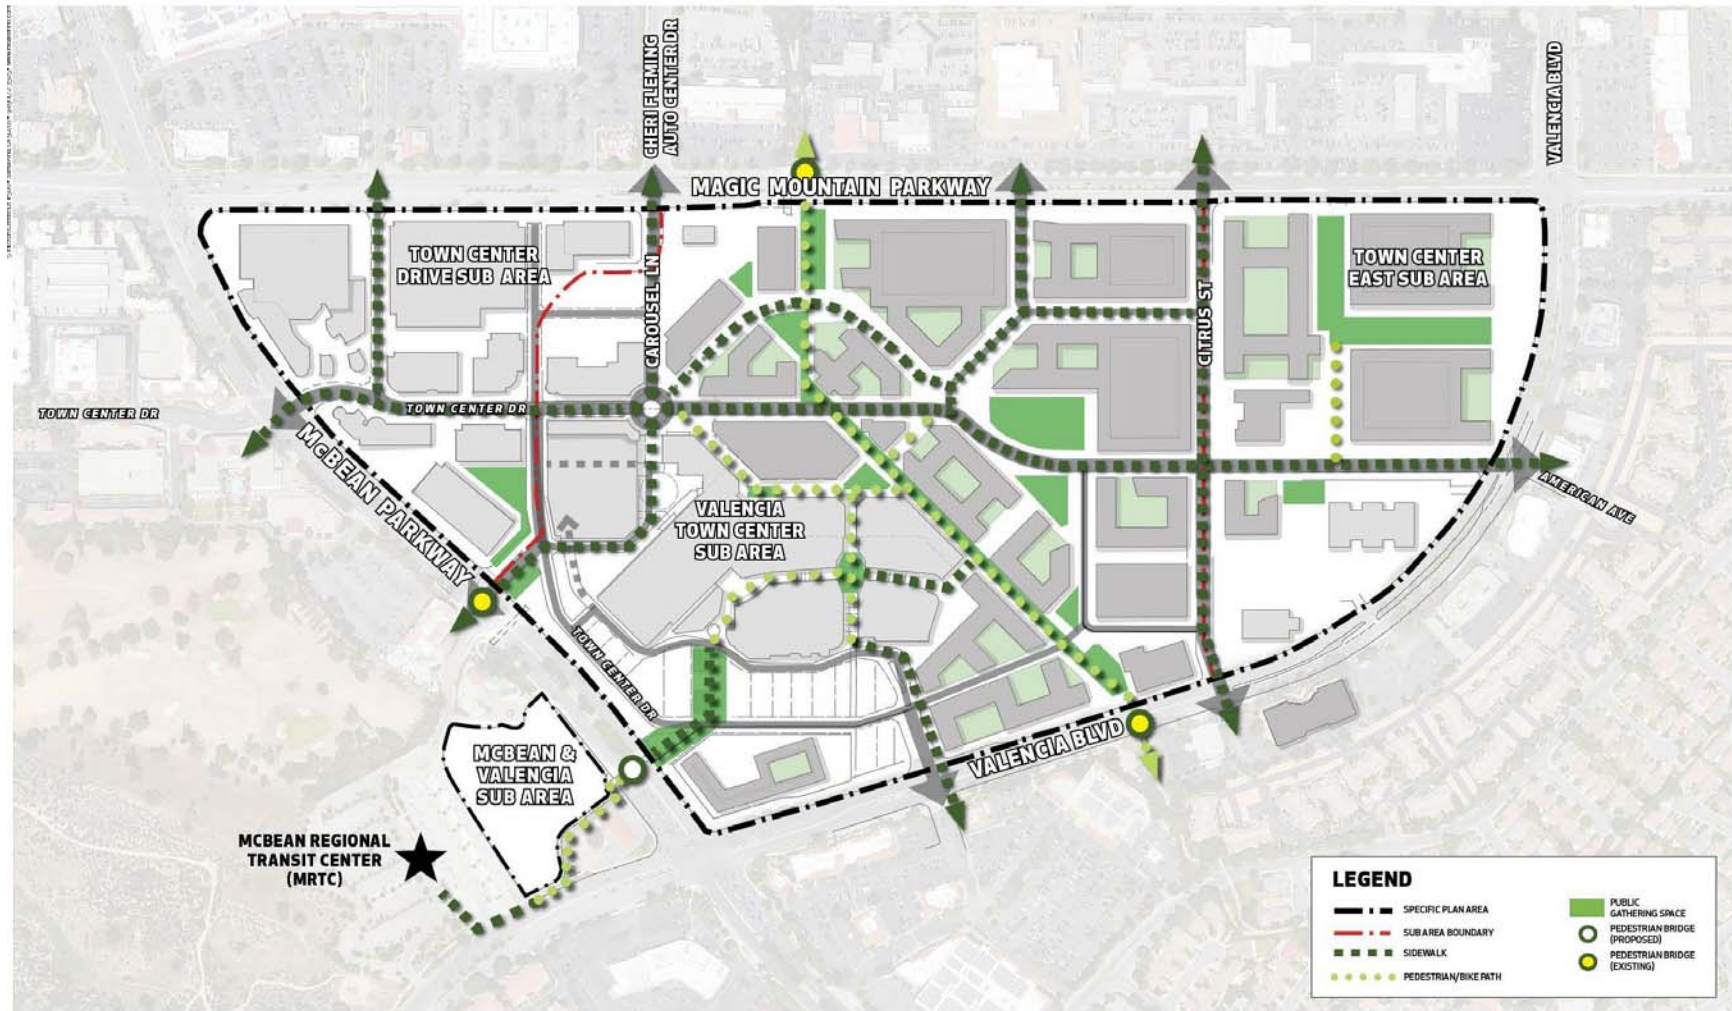 CHERI FLEMING
AUTO CENTER DR
VALENCIA BLVD
MAGIC MOUNTAIN PARKWAY
TOWN CENTER
DRIVE SUB AREA
CAROUSEL LN
CITRUS ST
TOWN CENTER
EAST SUB AREA
TOWN CENTER DR
TOWN CENTER DR
McBEAN PARKWAY
VALENCIA
TOWN CENTER
SUB AREA
AMERICAN AVE
TOWN CENTER DR
VALENCIA BLVD
MCBEAN &
VALENCIA
SUB AREA
MCBEAN REGIONAL
TRANSIT CENTER
(MRTC)
LEGEND
SPECIFIC PLAN AREA
SUB AREA BOUNDARY
SIDEWALK
PEDESTRIAN/BIKE PATH
PUBLIC
GATHERING SPACE
PEDESTRIAN BRIDGE
(PROPOSED)
PEDESTRIAN BRIDGE
(EXISTING)